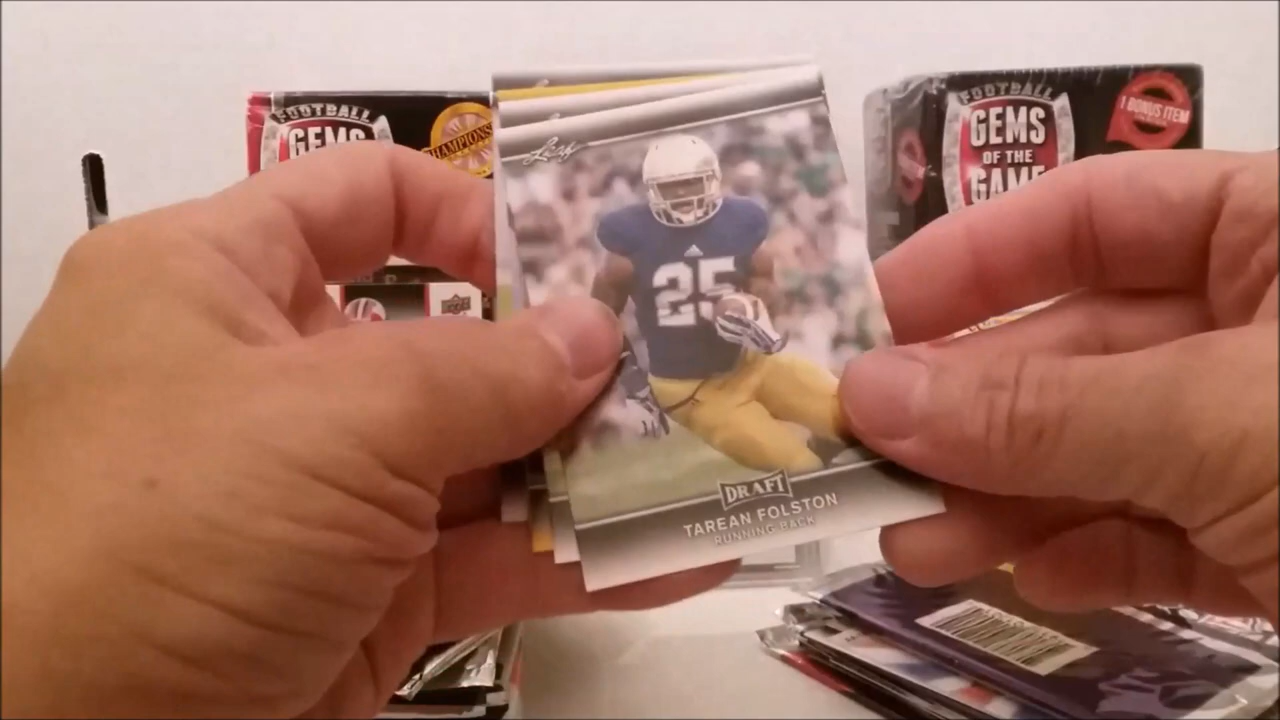 FOOTBALL
GEMS
CHAMPIONS
FOOTBALL
GEMS
OF THE
GAME
1 BONUS ITEM
Leaf
25
DRAFT
TAREAN FOLSTON
RUNNING BACK